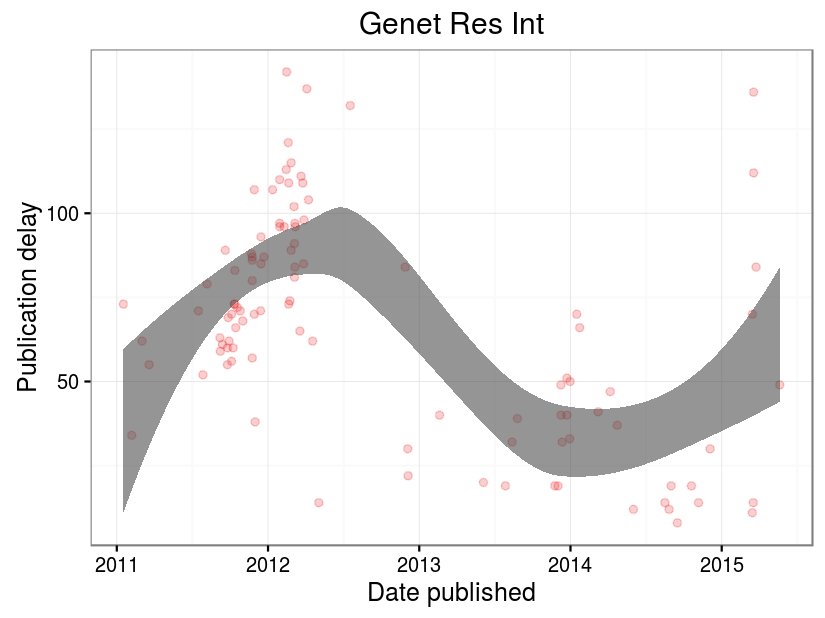 Genet Res Int
Publication delay
100
50
2011 2012 2013 2014 2015
Date published